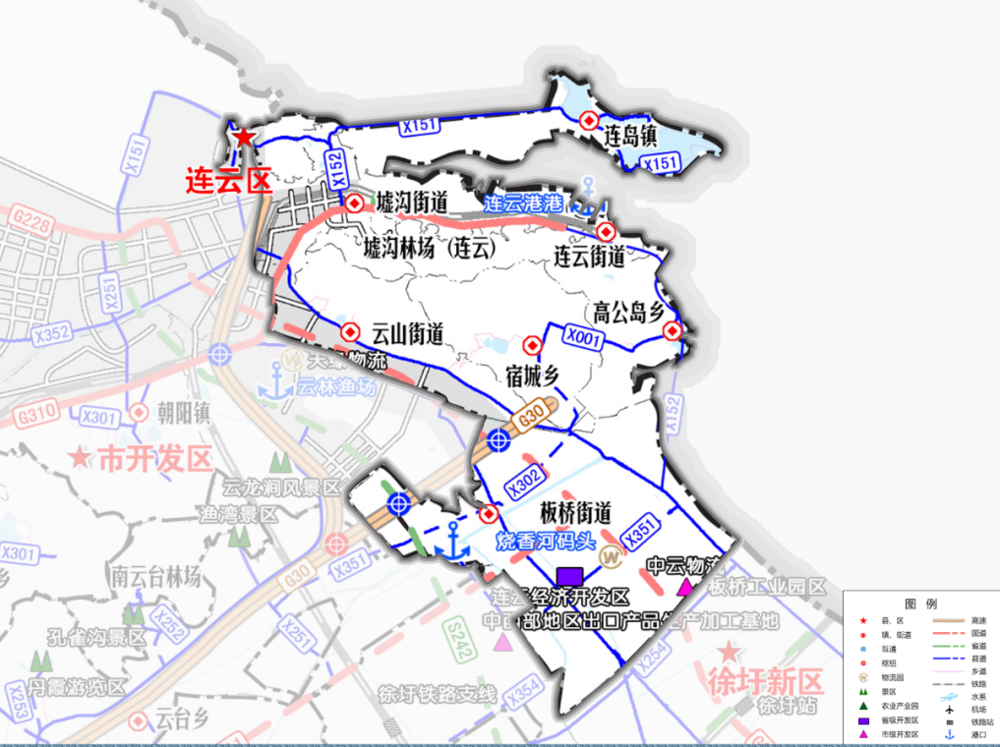 X151
连岛镇
X151
X151
X152
连云区
墟沟街道
连云港港
G228
墟沟林场（连云）
连云街道
X251
高公岛乡
X352
云山街道
X001
物流
宿城乡
云林渔场
X152
G310
X301
朝阳镇
G30
市开发区
云龙涧风景区
X302
渔湾景区
板桥街道
X351
烧香河码头
X301
G30
X351
W
中云物流
南云台林场
板桥工业园区
经济开发区
部地区出口产品生产加工基地
X252
X251
孔雀沟景区
S242
X254
丹霞游览区
徐圩新区
X253
徐圩铁路支线
X354
徐圩站
云台乡
图 例
县、区 高速
镇、街道 国道
互通 省道
枢纽 县道
物流园 乡道
景区 铁路
农业产业园 水系
省级开发区 机场
市级开发区 铁路站
港口